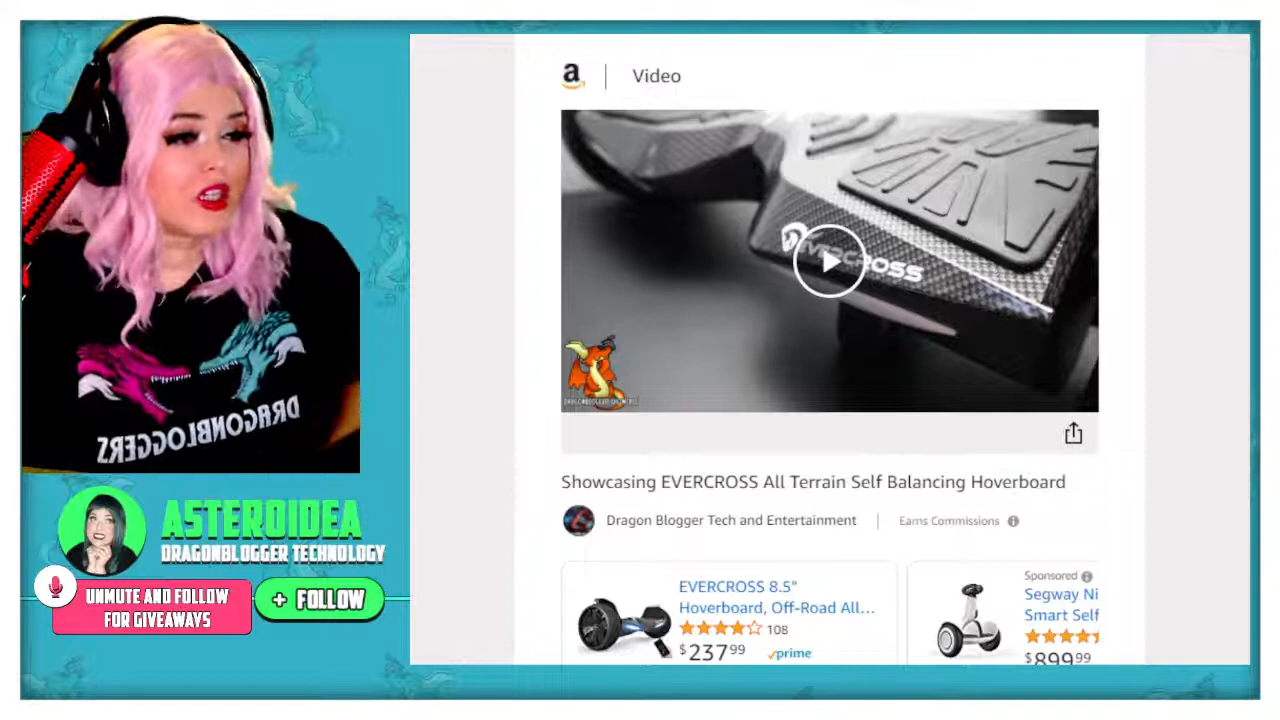 a | Video
EVERCROSS
DRAGONBLOGGERZ
Showcasing EVERCROSS All Terrain Self Balancing Hoverboard
Dragon Blogger Tech and Entertainment | Earns Commissions
ASTEROIDEA
DRAGONBLOGGER TECHNOLOGY
UNMUTE AND FOLLOW
FOR GIVEAWAYS
+ FOLLOW
EVERCROSS 8.5"
Hoverboard, Off-Road All...
108
$237⁹⁹ prime
Sponsored
Segway Ni
Smart Self
$899⁹⁹